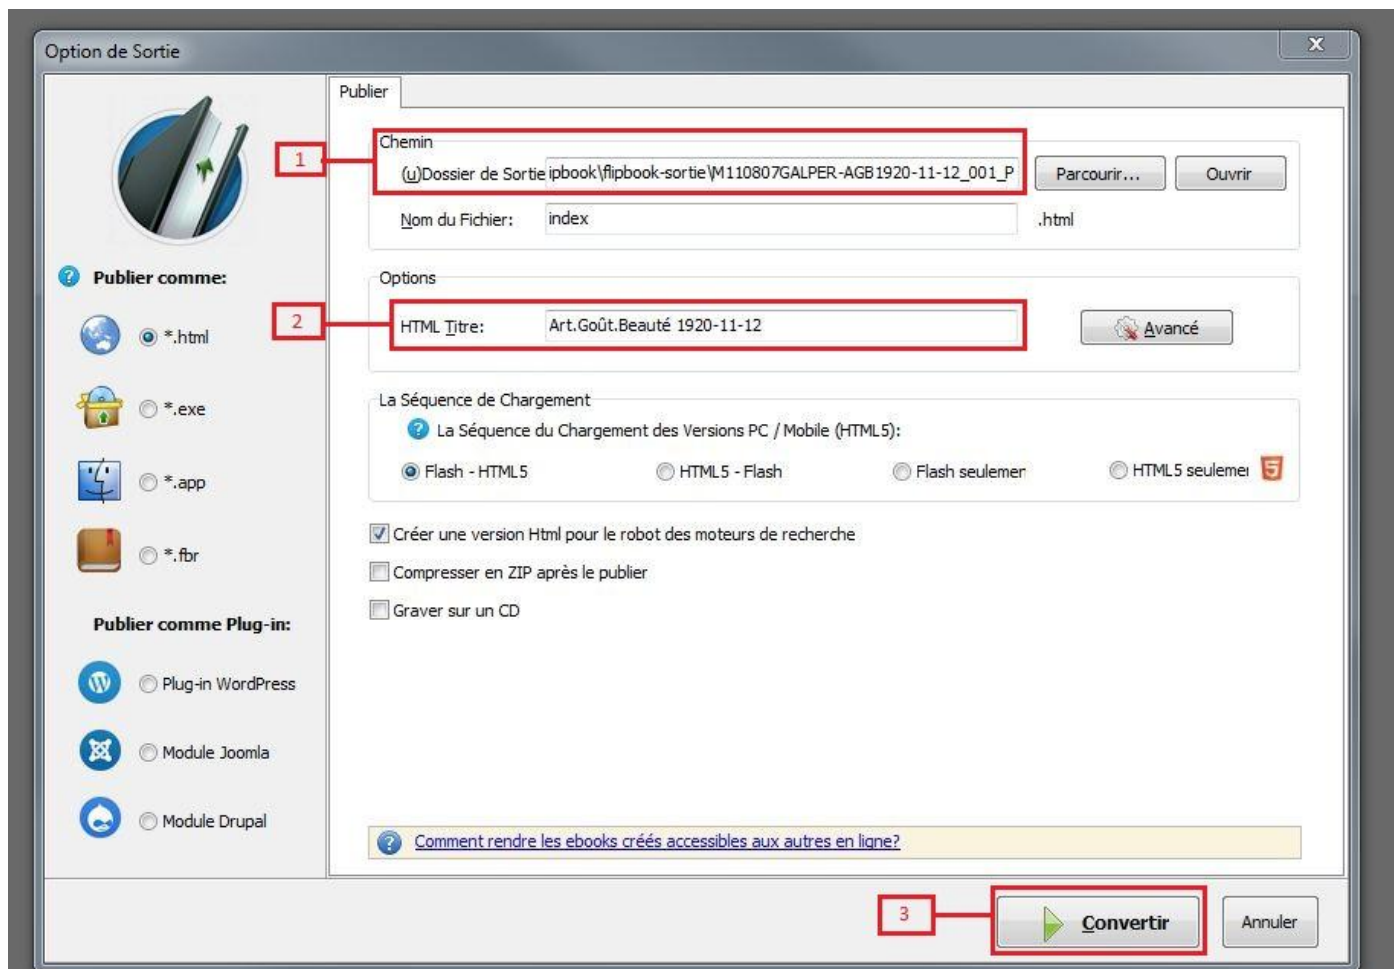 Option de Sortie
x
Publier
1
Chemin
(u)Dossier de Sortie ipbook\flipbook-sortie\M110807GALPER-AGB1920-11-12_001_P
Parcourir...
Ouvrir
Nom du Fichier:
index
.html
Publier comme:
*.html
*.exe
*.app
*.fbr
Publier comme Plug-in:
Plug-in WordPress
Module Joomla
Module Drupal
Options
2
HTML Titre:
Art.Goût.Beauté 1920-11-12
Avancé
La Séquence de Chargement
La Séquence du Chargement des Versions PC / Mobile (HTML5):
Flash - HTML5
HTML5 - Flash
Flash seulemer
HTML5 seulemer
5
Créer une version Html pour le robot des moteurs de recherche
Compresser en ZIP après le publier
Graver sur un CD
Comment rendre les ebooks créés accessibles aux autres en ligne?
3
Convertir
Annuler